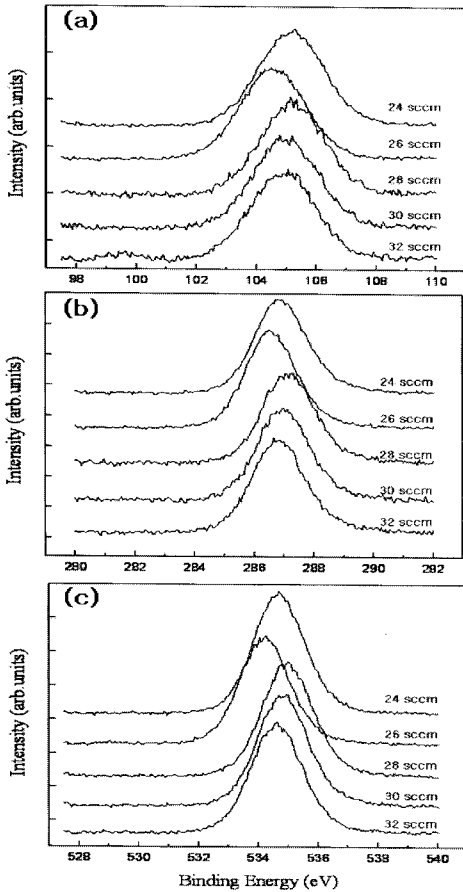 (a)
Intensity (arb.units)
24 sccm
26 sccm
28 sccm
30 sccm
32 sccm
98 100 102 104 106 108 110
(b)
Intensity (arb.units)
24 sccm
26 sccm
28 sccm
30 sccm
32 sccm
280 282 284 286 288 290 292 282
(c)
Intensity (arb.units)
24 sccm
26 sccm
28 sccm
30 sccm
32 sccm
528 530 532 534 536 538 540
Binding Energy (eV)